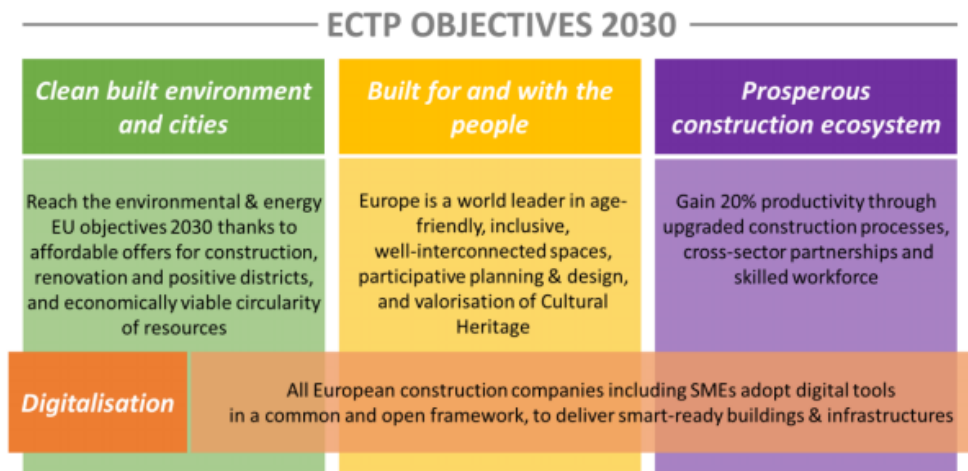 ECTP OBJECTIVES 2030
Clean built environment
and cities
Reach the environmental & energy
EU objectives 2030 thanks to
affordable offers for construction,
renovation and positive districts,
and economically viable circularity
of resources
Built for and with the
people
Europe is a world leader in age-
friendly, inclusive,
well-interconnected spaces,
participative planning & design,
and valorisation of Cultural
Heritage
Prosperous
construction ecosystem
Gain 20% productivity through
upgraded construction processes,
cross-sector partnerships and
skilled workforce
Digitalisation
All European construction companies including SMEs adopt digital tools
in a common and open framework, to deliver smart-ready buildings & infrastructures